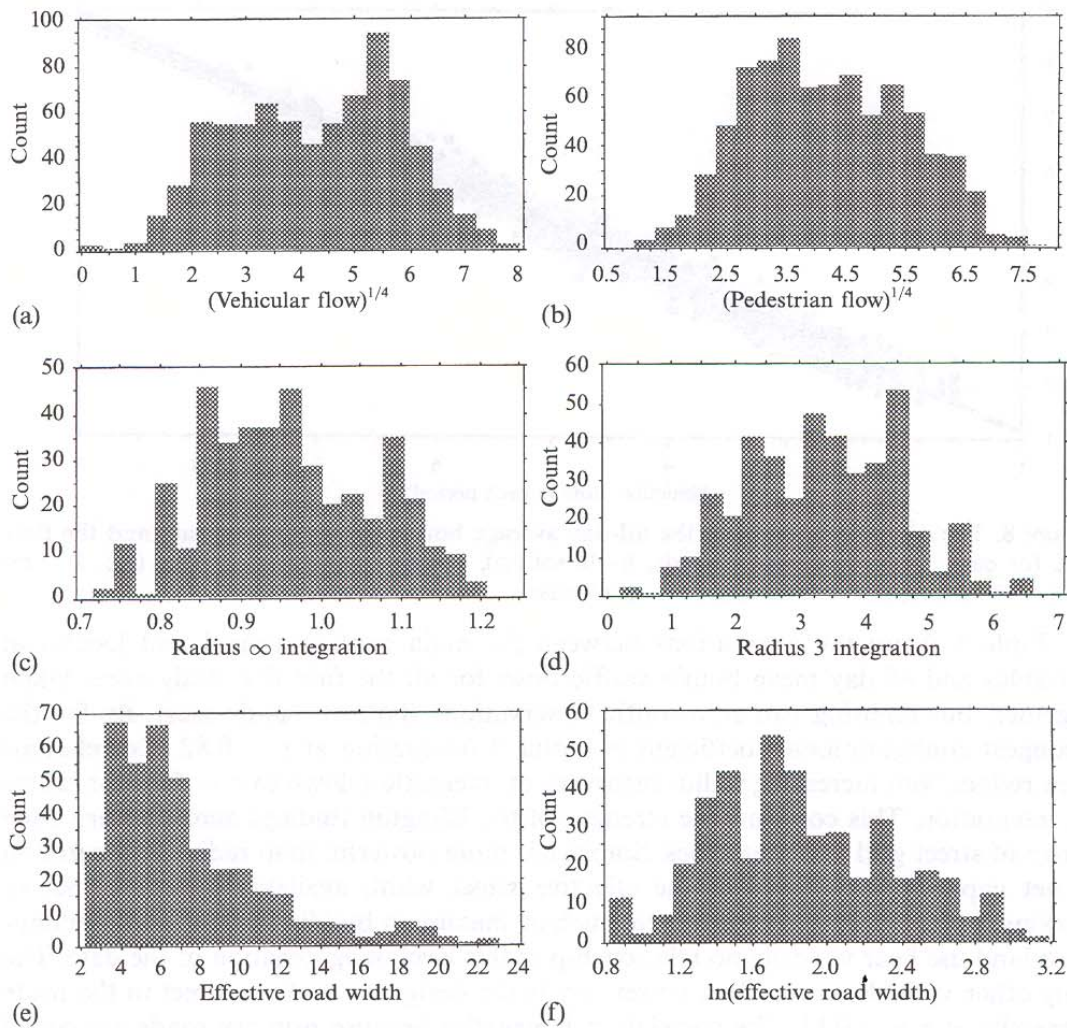 100
80
60
40
20
0
Count
0 1 2 3 4 5 6 7 8
(Vehicular flow)1/4
(a)
80
60
40
20
0
Count
0.5 1.5 2.5 3.5 4.5 5.5 6.5 7.5
(Pedestrian flow)1/4
(b)
50
40
30
20
10
0
Count
0.7 0.8 0.9 1.0 1.1 1.2
Radius ∞ integration
(c)
60
50
40
30
20
10
0
Count
0 1 2 3 4 5 6 7
Radius 3 integration
(d)
70
60
50
40
30
20
10
0
Count
2 4 6 8 10 12 14 16 18 20 22 24
Effective road width
(e)
60
50
40
30
20
10
0
Count
0.8 1.2 1.6 2.0 2.4 2.8 3.2
ln(effective road width)
(f)